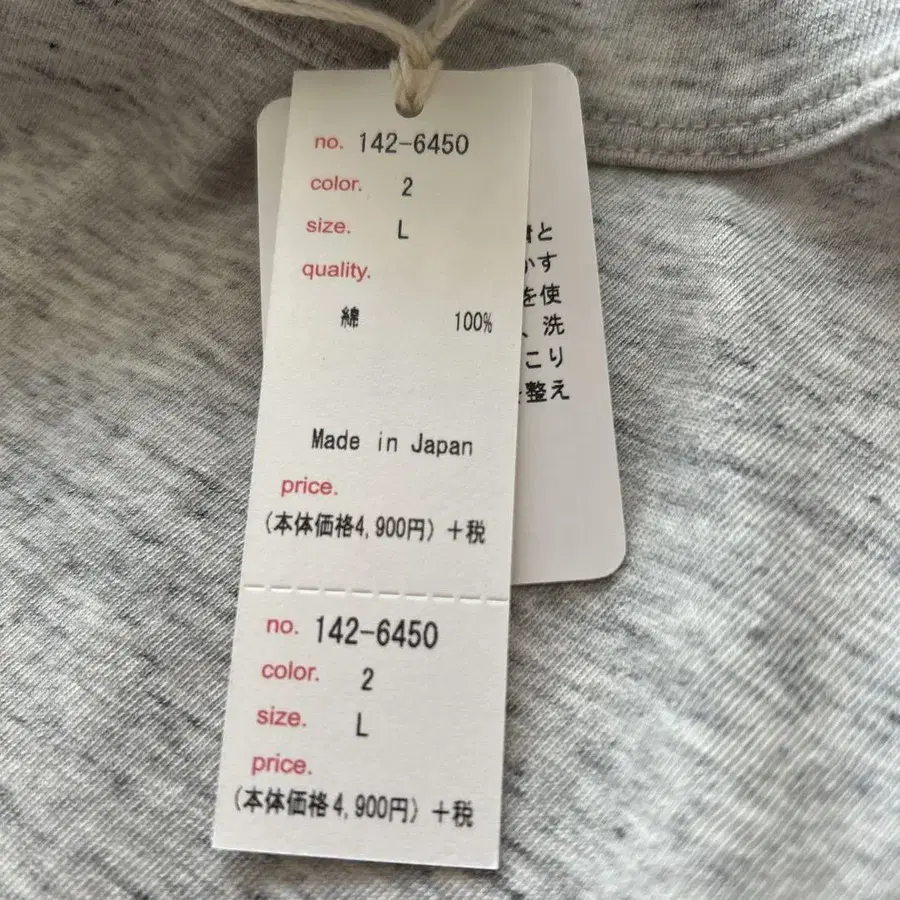 no. 142-6450
color. 2
size. L
quality.
綿 100%
Made in Japan
price.
(本体価格4,900円)+税
no. 142-6450
color. 2
size. L
price.
(本体価格4,900円)+税
と
かす
を使
、洗
こり
整え